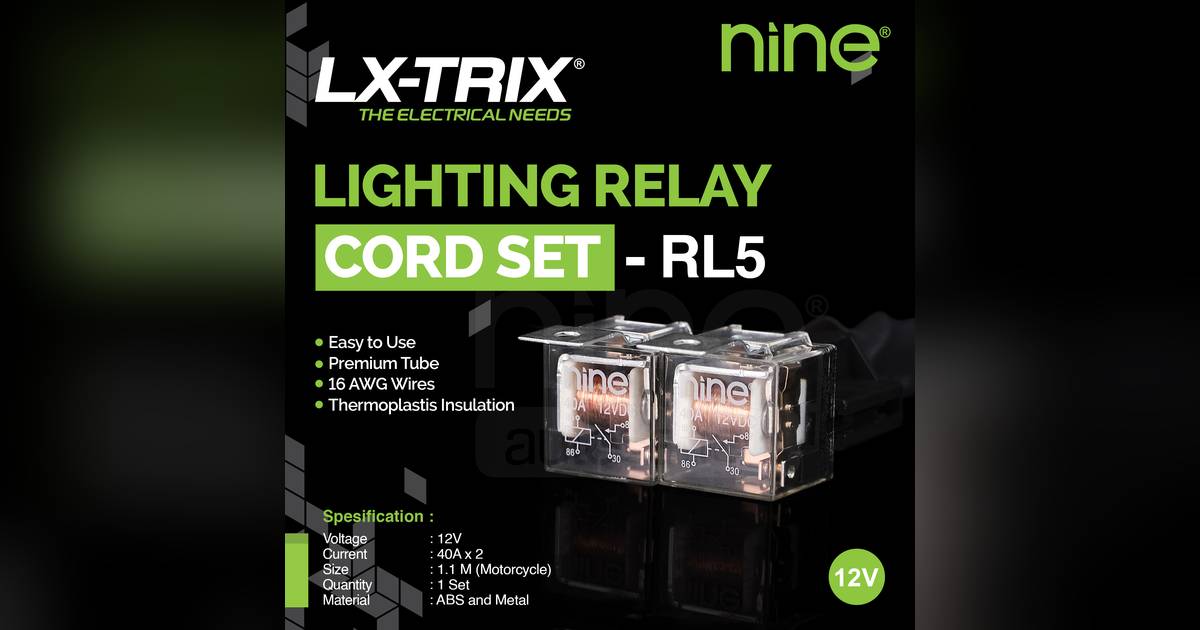 nine®
LX-TRIX®
THE ELECTRICAL NEEDS
LIGHTING RELAY
CORD SET - RL5
Easy to Use
Premium Tube
16 AWG Wires
Thermoplastis Insulation
nine
12VD
86
30
nine
12VD
86
30
Spesification :
Voltage : 12V
Current : 40A x 2
Size : 1.1 M (Motorcycle)
Quantity : 1 Set
Material : ABS and Metal
12V